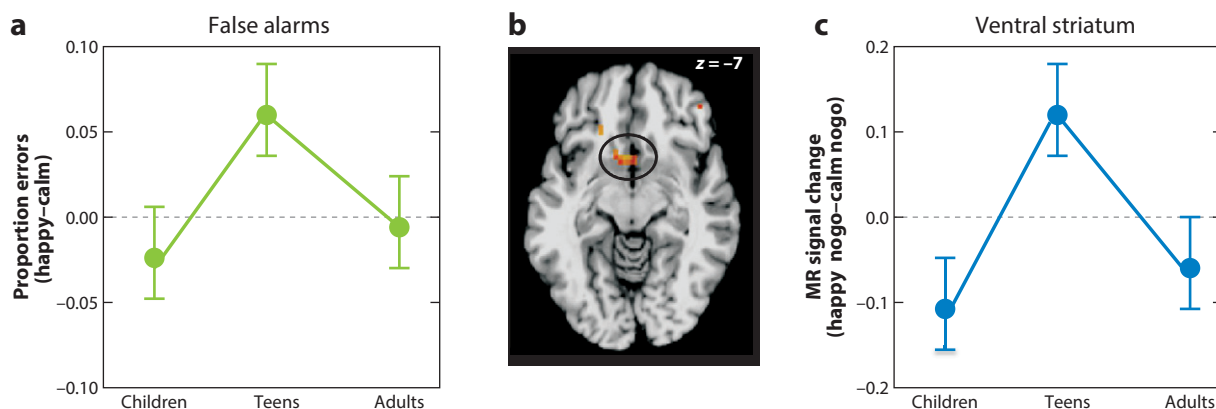 a
False alarms
Proportion errors
(happy–calm)
0.10
0.05
0.00
–0.05
–0.10
Children
Teens
Adults
b
z = –7
c
Ventral striatum
MR signal change
(happy nogo–calm nogo)
0.2
0.1
0.0
–0.1
–0.2
Children
Teens
Adults